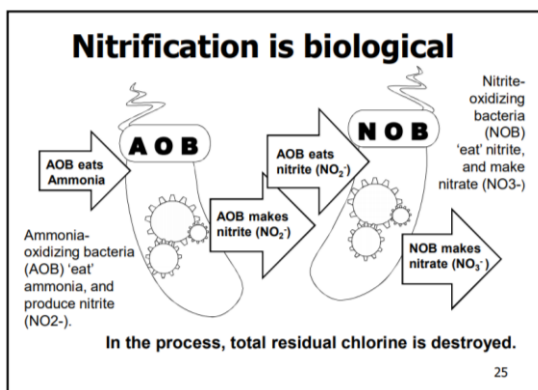 Nitrification is biological
AOB
AOB eats
Ammonia
Ammonia-
oxidizing bacteria
(AOB) ‘eat’
ammonia, and
produce nitrite
(NO2-).
AOB makes
nitrite (NO₂⁻)
AOB eats
nitrite (NO₂⁻)
NOB
Nitrite-
oxidizing
bacteria
(NOB)
‘eat’ nitrite,
and make
nitrate (NO3-)
NOB makes
nitrate (NO₃⁻)
In the process, total residual chlorine is destroyed.
25